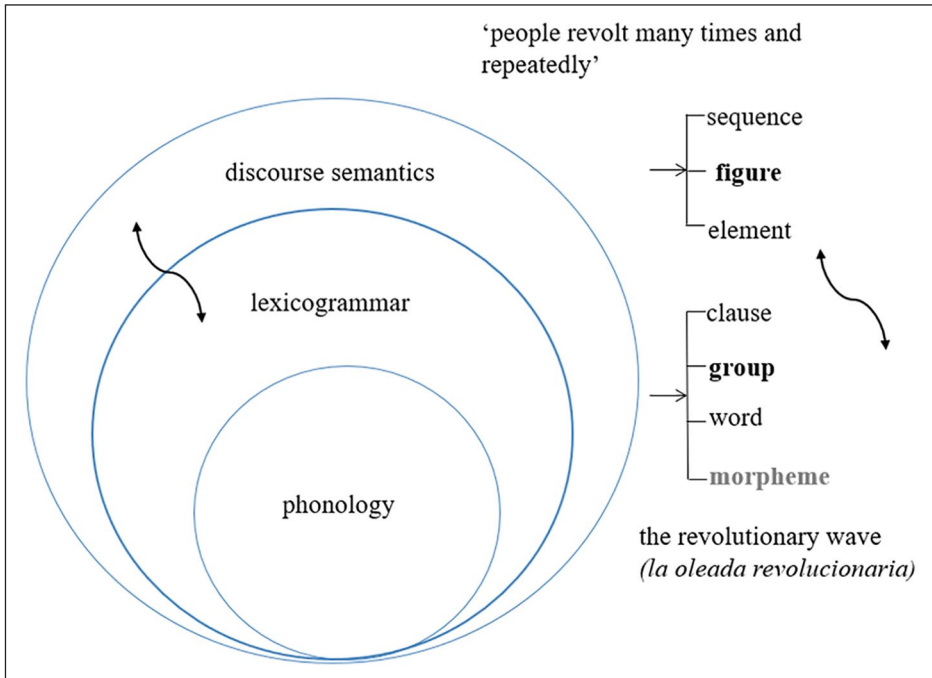 ‘people revolt many times and
repeatedly’
sequence
discourse semantics
figure
element
lexicogrammar
clause
group
word
morpheme
phonology
the revolutionary wave
(la oleada revolucionaria)